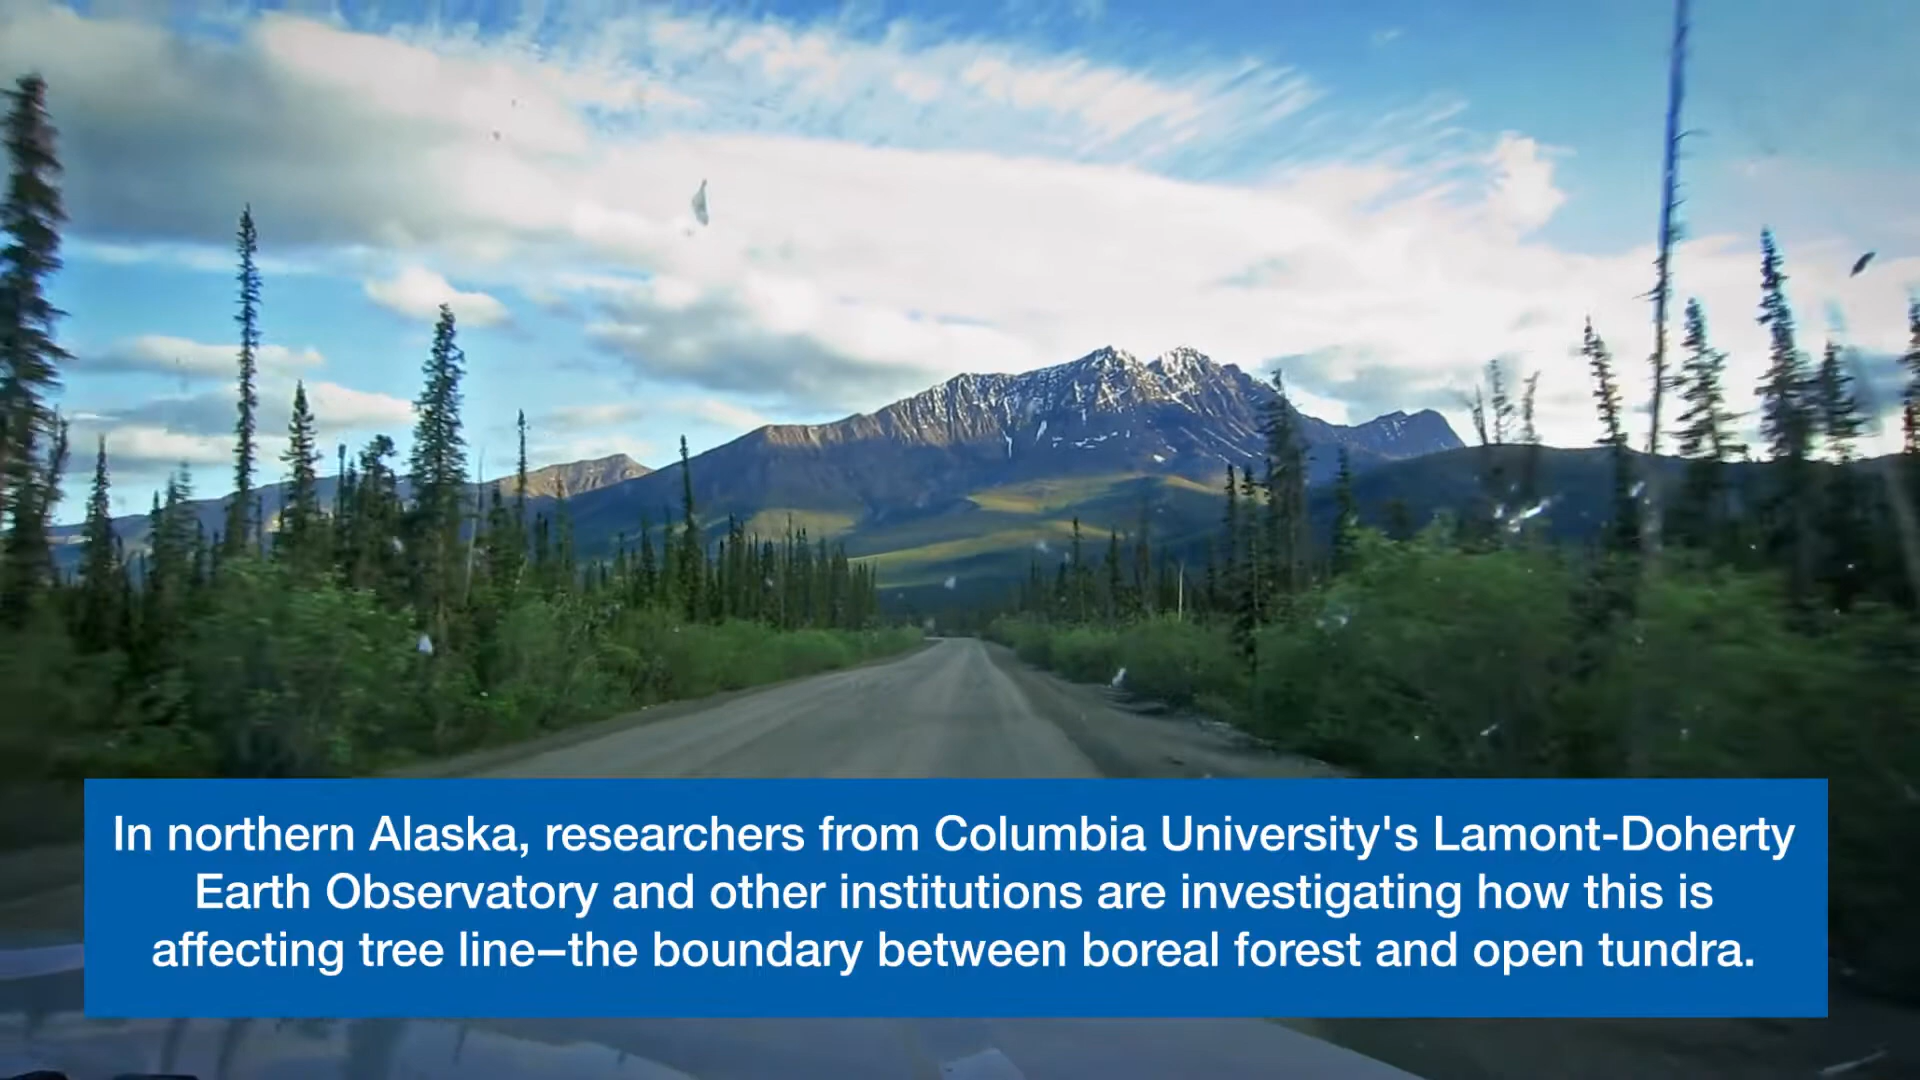 In northern Alaska, researchers from Columbia University's Lamont-Doherty
Earth Observatory and other institutions are investigating how this is
affecting tree line–the boundary between boreal forest and open tundra.